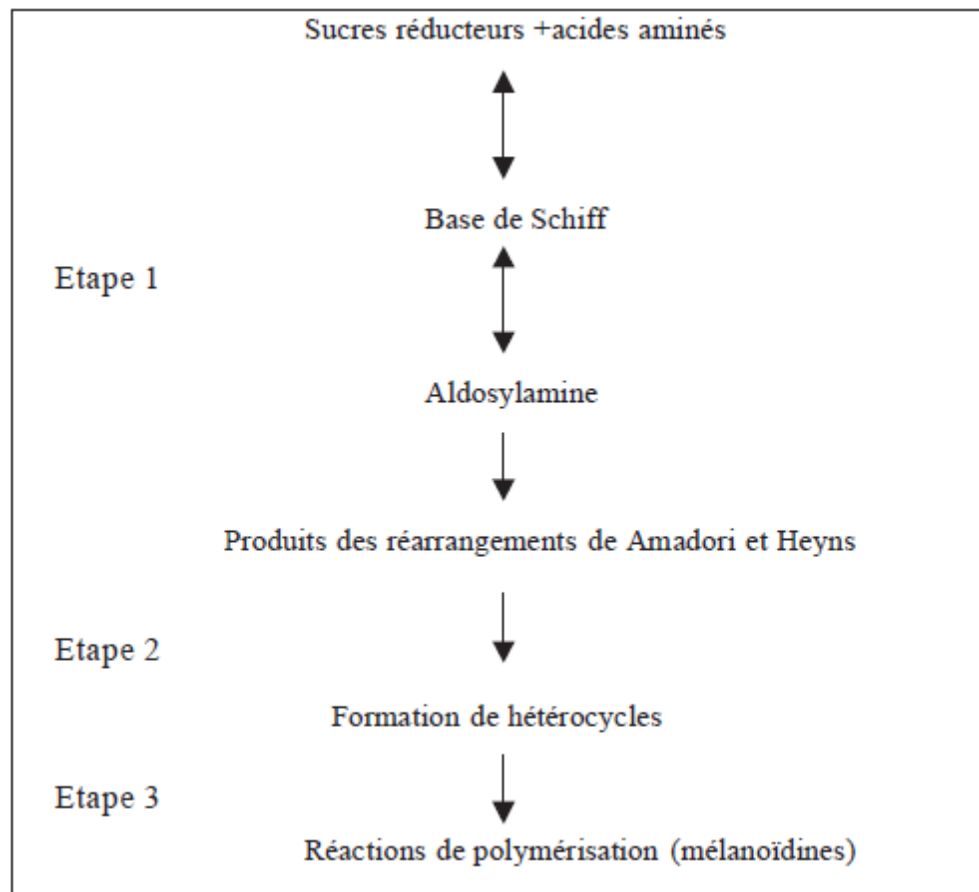 Sucres réducteurs +acides aminés
Base de Schiff
Etape 1
Aldosylamine
Produits des réarrangements de Amadori et Heyns
Etape 2
Formation de hétérocycles
Etape 3
Réactions de polymérisation (mélanoïdines)